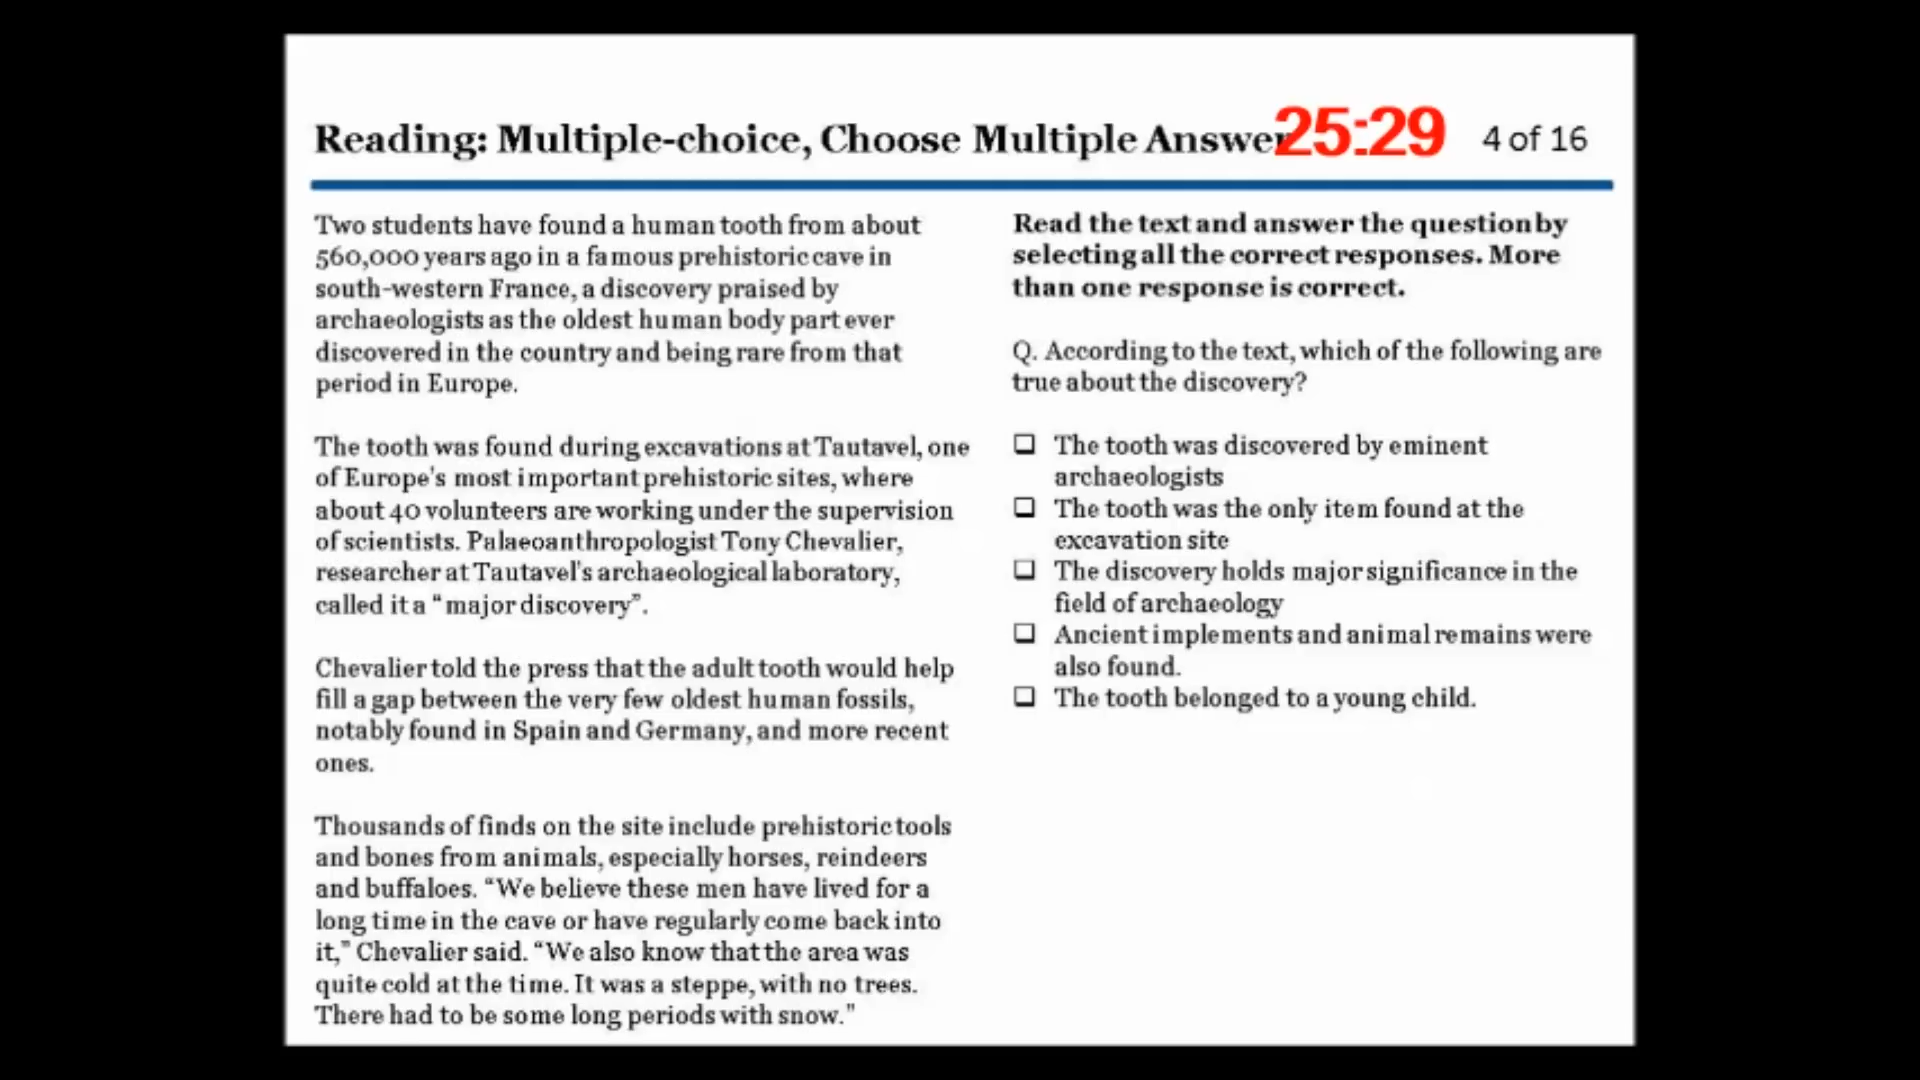 Reading: Multiple-choice, Choose Multiple Answer
25:29
4 of 16
Two students have found a human tooth from about
560,000 years ago in a famous prehistoric cave in
south-western France, a discovery praised by
archaeologists as the oldest human body part ever
discovered in the country and being rare from that
period in Europe.
The tooth was found during excavations at Tautavel, one
of Europe's most important prehistoric sites, where
about 40 volunteers are working under the supervision
of scientists. Palaeoanthropologist Tony Chevalier,
researcher at Tautavel's archaeological laboratory,
called it a “major discovery”.
Chevalier told the press that the adult tooth would help
fill a gap between the very few oldest human fossils,
notably found in Spain and Germany, and more recent
ones.
Thousands of finds on the site include prehistoric tools
and bones from animals, especially horses, reindeers
and buffaloes. “We believe these men have lived for a
long time in the cave or have regularly come back into
it,” Chevalier said. “We also know that the area was
quite cold at the time. It was a steppe, with no trees.
There had to be some long periods with snow.”
Read the text and answer the question by
selecting all the correct responses. More
than one response is correct.
Q. According to the text, which of the following are
true about the discovery?
❑ The tooth was discovered by eminent
archaeologists
❑ The tooth was the only item found at the
excavation site
❑ The discovery holds major significance in the
field of archaeology
❑ Ancient implements and animal remains were
also found.
❑ The tooth belonged to a young child.